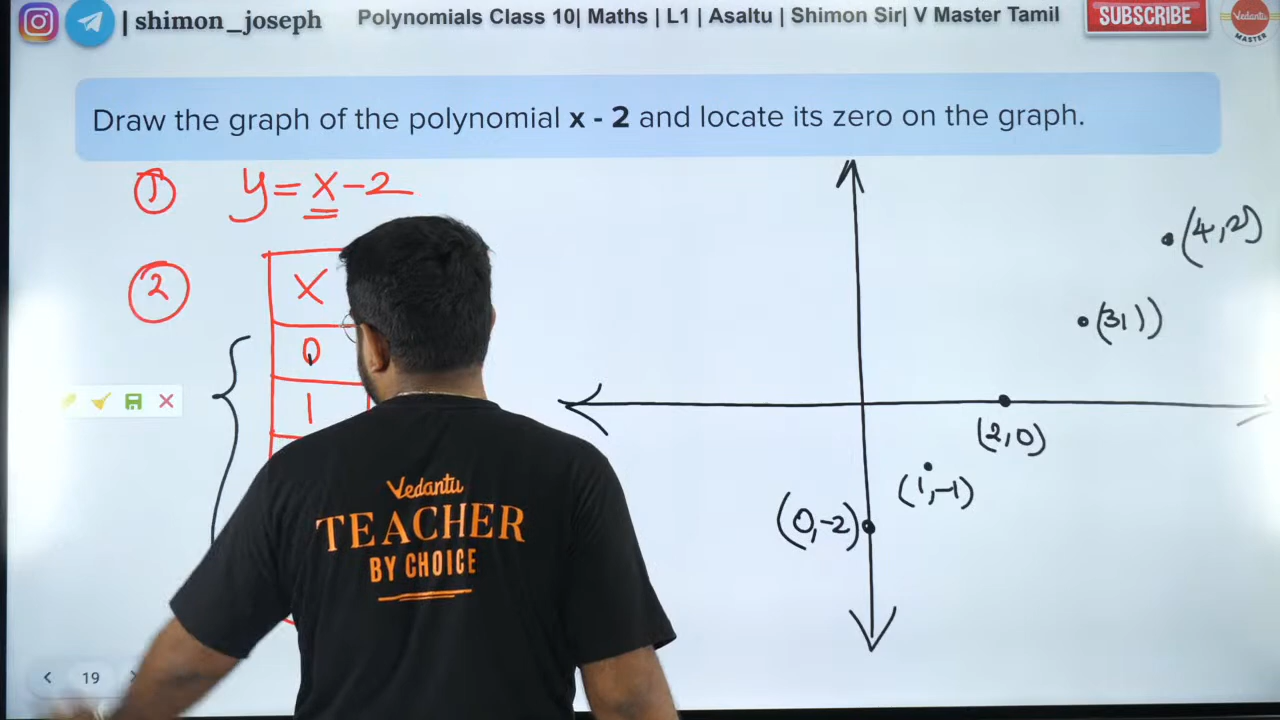 | shimon_joseph
Polynomials Class 10| Maths | L1 | Asaltu | Shimon Sir| V Master Tamil
SUBSCRIBE
Vedantu
MASTER
Draw the graph of the polynomial x - 2 and locate its zero on the graph.
1 y = x - 2
2
x
0
1
(4,2)
(3,1)
(2,0)
(1,-1)
(0,-2)
Vedantu
TEACHER
BY CHOICE
19